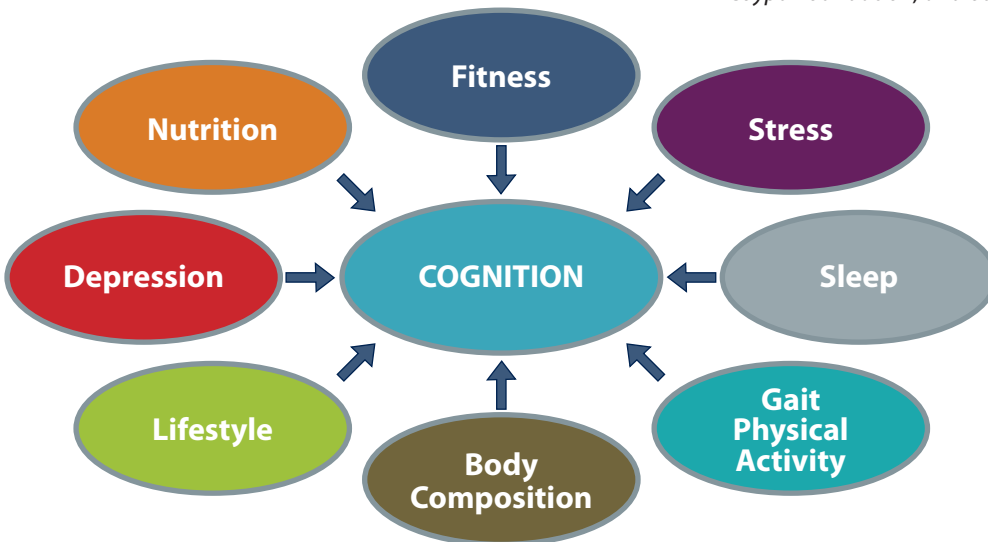 Fitness
Nutrition
Stress
Depression
COGNITION
Sleep
Lifestyle
Gait
Physical
Activity
Body
Composition